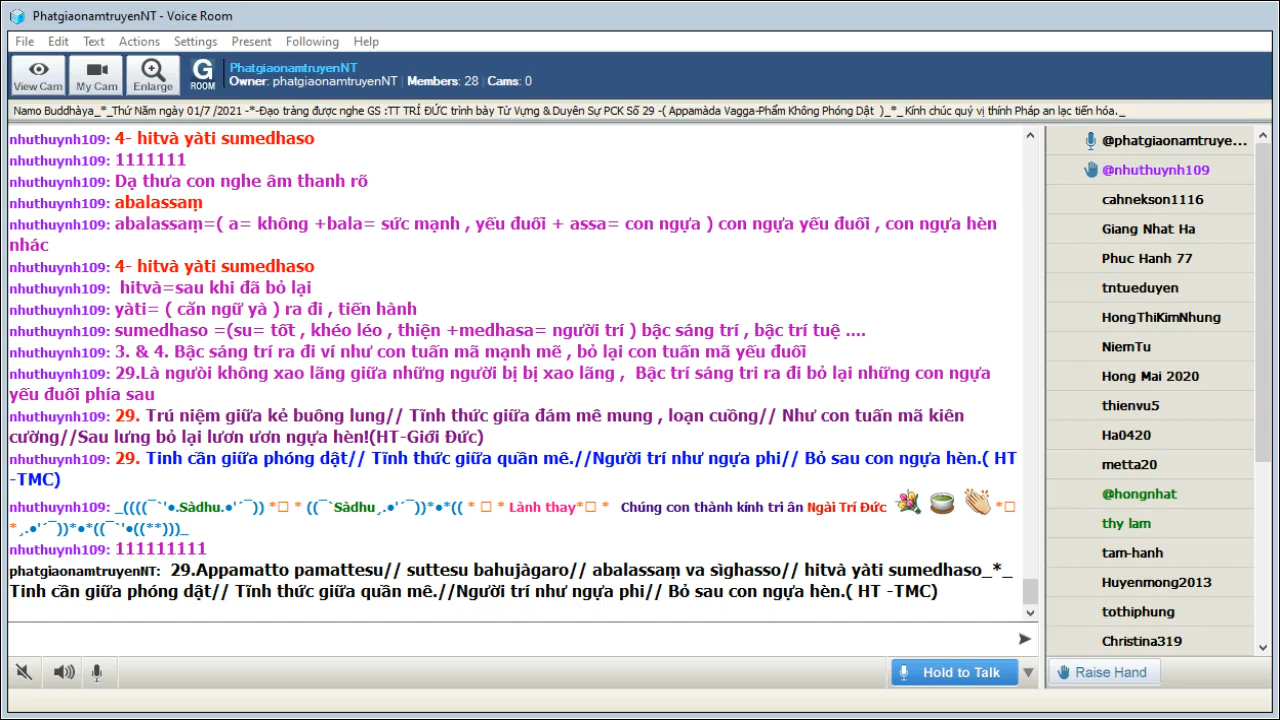 PhatgiaonamtruyenNT - Voice Room
File Edit Text Actions Settings Present Following Help
View Cam My Cam Enlarge G ROOM
PhatgiaonamtruyenNT
Owner: phatgiaonamtruyenNT | Members: 28 | Cams: 0
Namo Buddhàya_*_Thứ Năm ngày 01/7 /2021 -*-Đạo tràng được nghe GS :TT TRÍ ĐỨC trình bày Từ Vựng & Duyên Sự PCK Số 29 -( Appamàda Vagga-Phẩm Không Phóng Dật )_*_ Kính chúc quý vị thính Pháp an lạc tiến hóa._
nhuthuynh109: 4- hitvà yàti sumedhaso
nhuthuynh109: 1111111
nhuthuynh109: Dạ thưa con nghe âm thanh rõ
nhuthuynh109: abalassaṃ
nhuthuynh109: abalassaṃ=( a= không +bala= sức mạnh , yếu đuối + assa= con ngựa ) con ngựa yếu đuối , con ngựa hèn
nhác
nhuthuynh109: 4- hitvà yàti sumedhaso
nhuthuynh109: hitvà=sau khi đã bỏ lại
nhuthuynh109: yàti= ( căn ngữ yà ) ra đi , tiến hành
nhuthuynh109: sumedhaso =(su= tốt , khéo léo , thiện +medhasa= người trí ) bậc sáng trí , bậc trí tuệ ....
nhuthuynh109: 3. & 4. Bậc sáng trí ra đi ví như con tuấn mã mạnh mẽ , bỏ lại con tuấn mã yếu đuối
nhuthuynh109: 29.Là ngưòi không xao lãng giữa những người bị bị xao lãng , Bậc trí sáng tri ra đi bỏ lại những con ngựa
yếu đuối phía sau
nhuthuynh109: 29. Trú niệm giữa kẻ buông lung// Tĩnh thức giữa đám mê mung , loạn cuồng// Như con tuấn mã kiên
cường//Sau lưng bỏ lại lươn ươn ngựa hèn!(HT-Giới Đức)
nhuthuynh109: 29. Tinh cần giữa phóng dật// Tĩnh thức giữa quần mê.//Người trí như ngựa phi// Bỏ sau con ngựa hèn.( HT
-TMC)
nhuthuynh109: _((((¯`'•.Sàdhu.•'´¯)) *□ * ((¯`Sàdhu¸.•'´¯))*•*(( * □ * Lành thay*□ * Chúng con thành kính tri ân Ngài Trí Đức *□
*¸.•'´¯))*•*((¯`'•((**)))_
nhuthuynh109: 111111111
phatgiaonamtruyenNT: 29.Appamatto pamattesu// suttesu bahujàgaro// abalassaṃ va sìghasso// hitvà yàti sumedhaso_*_
Tinh cần giữa phóng dật// Tĩnh thức giữa quần mê.//Người trí như ngựa phi// Bỏ sau con ngựa hèn.( HT -TMC)
@phatgiaonamtruye...
@nhuthuynh109
cahnekson1116
Giang Nhat Ha
Phuc Hanh 77
tntueduyen
HongThiKimNhung
NiemTu
Hong Mai 2020
thienvu5
Ha0420
metta20
@hongnhat
thy lam
tam-hanh
Huyenmong2013
tothiphung
Christina319
Hold to Talk
Raise Hand